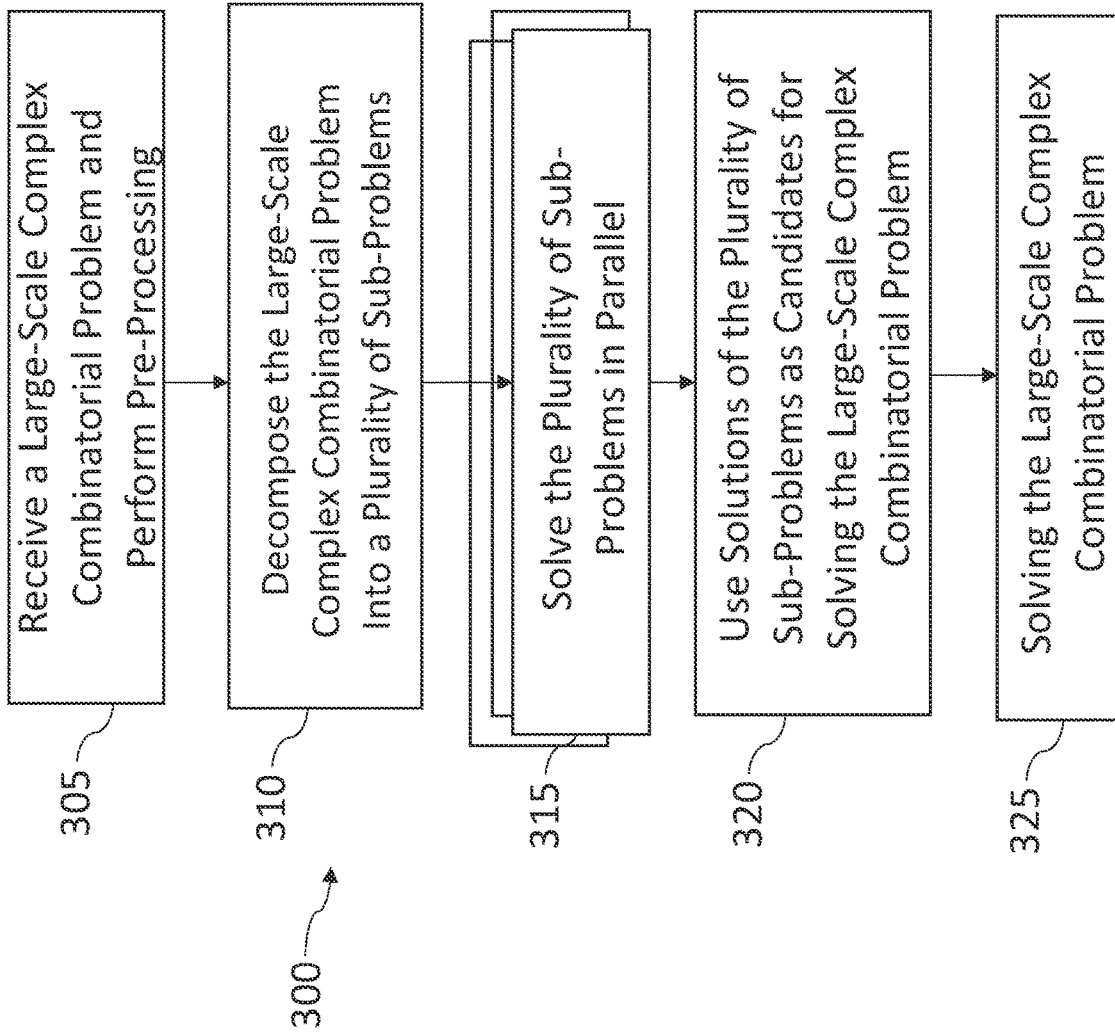 300
305
Receive a Large-Scale Complex
Combinatorial Problem and
Perform Pre-Processing
310
Decompose the Large-Scale
Complex Combinatorial Problem
Into a Plurality of Sub-Problems
315
Solve the Plurality of Sub-
Problems in Parallel
320
Use Solutions of the Plurality of
Sub-Problems as Candidates for
Solving the Large-Scale Complex
Combinatorial Problem
325
Solving the Large-Scale Complex
Combinatorial Problem